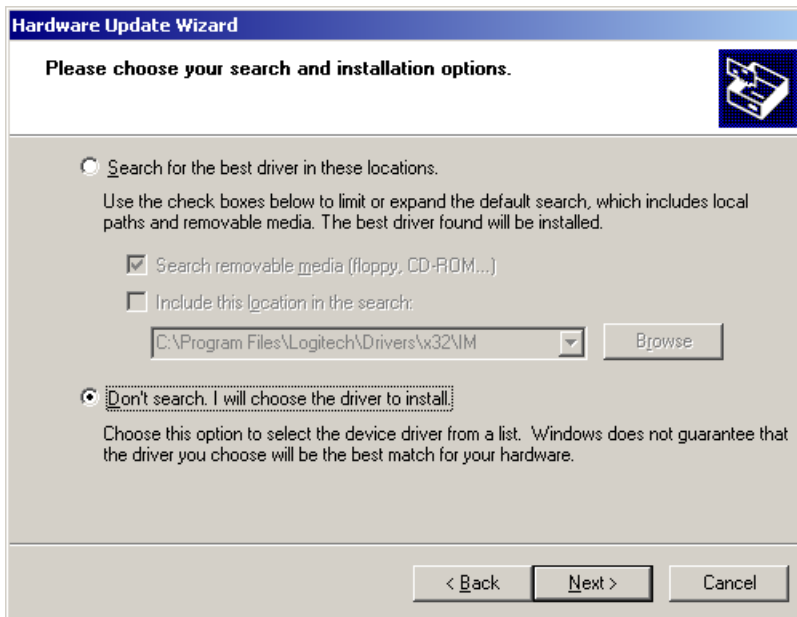 Hardware Update Wizard
Please choose your search and installation options.
Search for the best driver in these locations.
Use the check boxes below to limit or expand the default search, which includes local
paths and removable media. The best driver found will be installed.
Search removable media (floppy, CD-ROM...)
Include this location in the search:
C:\Program Files\Logitech\Drivers\x32\IM
Browse
Don't search. I will choose the driver to install.
Choose this option to select the device driver from a list. Windows does not guarantee that
the driver you choose will be the best match for your hardware.
< Back Next > Cancel